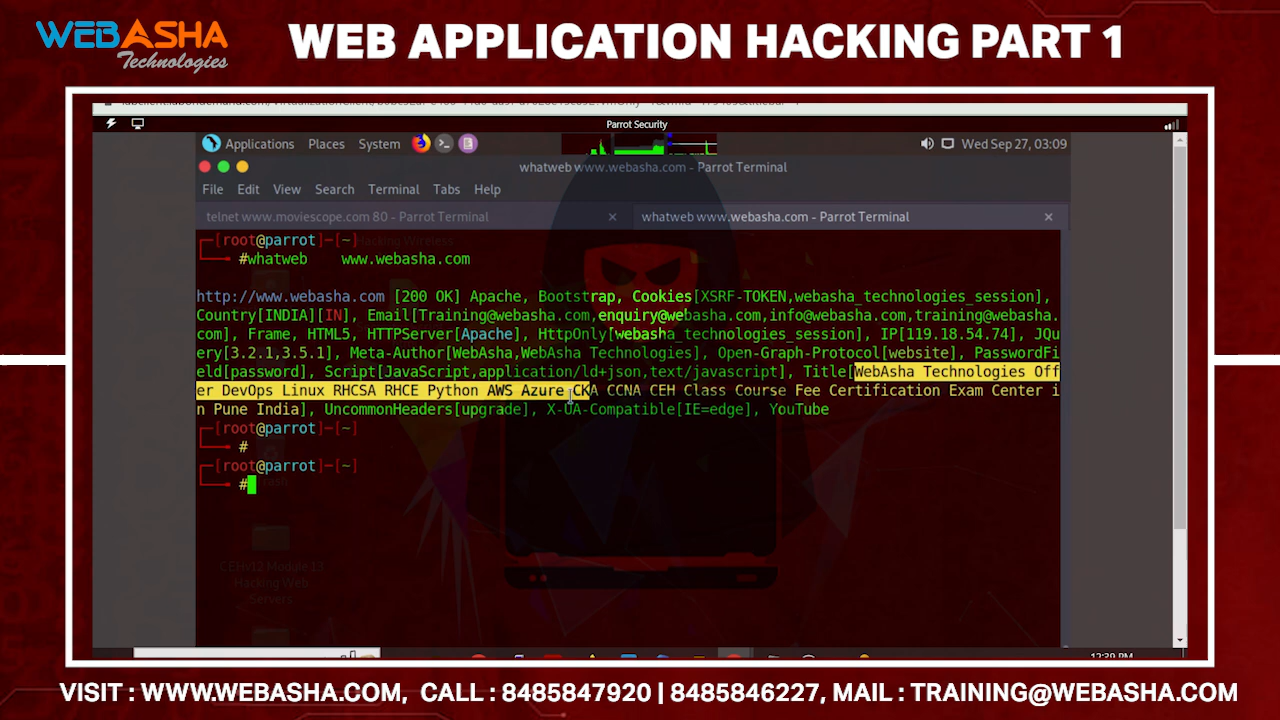 WEBASHA
Technologies
WEB APPLICATION HACKING PART 1
Parrot Security
Applications Places System
Wed Sep 27, 03:09
whatweb www.webasha.com - Parrot Terminal
File Edit View Search Terminal Tabs Help
telnet www.moviescope.com 80 - Parrot Terminal × whatweb www.webasha.com - Parrot Terminal ×
[root@parrot]-[~]
#whatweb www.webasha.com
http://www.webasha.com [200 OK] Apache, Bootstrap, Cookies[XSRF-TOKEN,webasha_technologies_session],
Country[INDIA][IN], Email[Training@webasha.com,enquiry@webasha.com,info@webasha.com,training@webasha.
com], Frame, HTML5, HTTPServer[Apache], HttpOnly[webasha_technologies_session], IP[119.18.54.74], JQu
ery[3.2.1,3.5.1], Meta-Author[WebAsha,WebAsha Technologies], Open-Graph-Protocol[website], PasswordFi
eld[password], Script[JavaScript,application/ld+json,text/javascript], Title[WebAsha Technologies Off
er DevOps Linux RHCSA RHCE Python AWS Azure CKA CCNA CEH Class Course Fee Certification Exam Center i
n Pune India], UncommonHeaders[upgrade], X-UA-Compatible[IE=edge], YouTube
[root@parrot]-[~]
#
[root@parrot]-[~]
#
CEHv12 Module 13
Hacking Web
Servers
VISIT : WWW.WEBASHA.COM, CALL : 8485847920 | 8485846227, MAIL : TRAINING@WEBASHA.COM